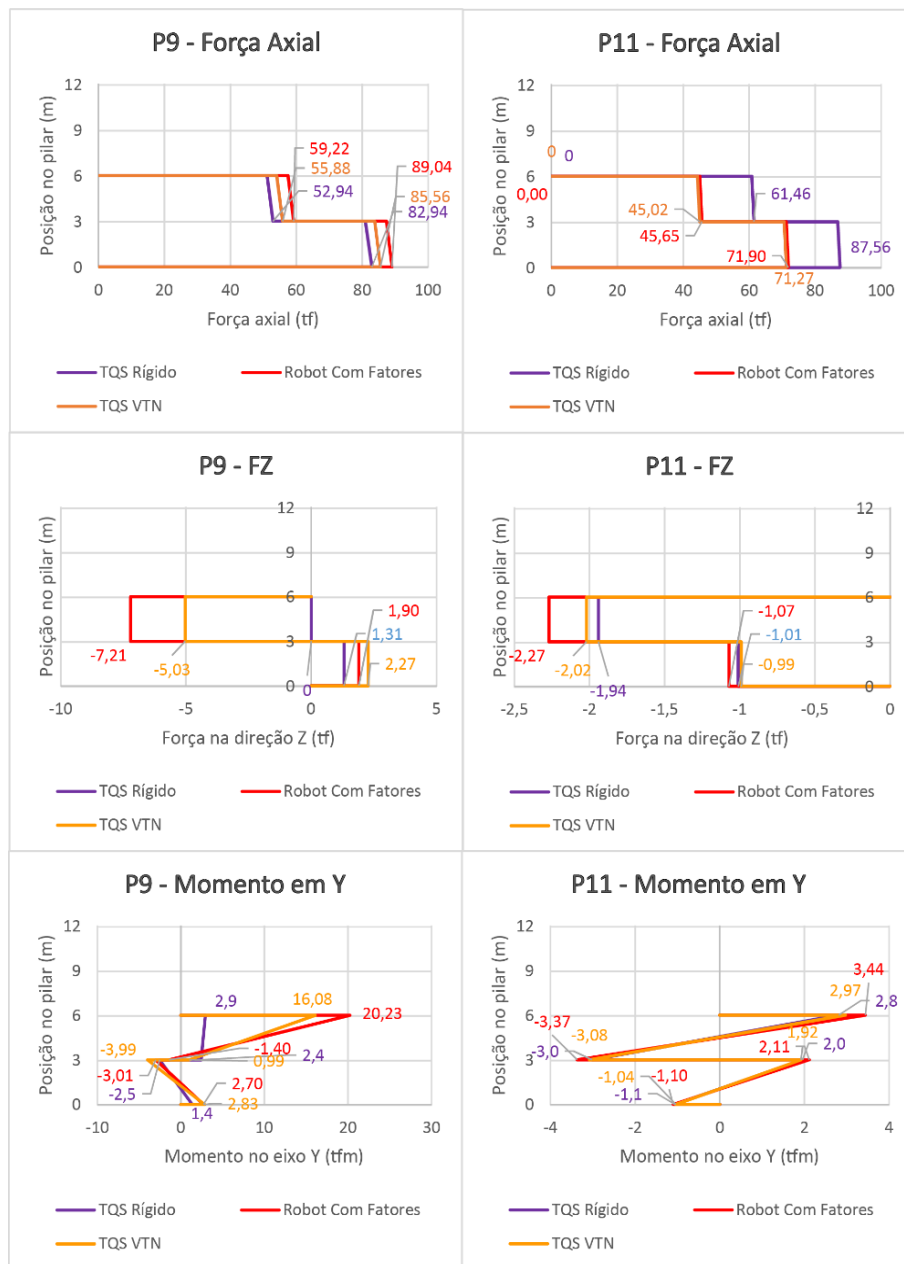 P9 - Força Axial
Posição no pilar (m)
12
9
6
3
0
59,22
55,88
52,94
89,04
85,56
82,94
0 20 40 60 80 100
Força axial (tf)
TQS Rígido Robot Com Fatores
TQS VTN
P11 - Força Axial
Posição no pilar (m)
12
9
6
3
0
0 0
0,00
61,46
45,02
45,65
71,90
71,27
87,56
0 20 40 60 80 100
Força axial (tf)
TQS Rígido Robot Com Fatores
TQS VTN
P9 - FZ
Posição no pilar (m)
12
9
6
3
0
-7,21
-5,03
0
1,90
1,31
2,27
-10 -5 0 5
Força na direção Z (tf)
TQS Rígido Robot Com Fatores
TQS VTN
P11 - FZ
Posição no pilar (m)
12
9
6
3
0
-2,27
-2,02
-1,94
-1,07
-1,01
-0,99
-2,5 -2 -1,5 -1 -0,5 0
Força na direção Z (tf)
TQS Rígido Robot Com Fatores
TQS VTN
P9 - Momento em Y
Posição no pilar (m)
12
9
6
3
0
2,9
16,08
20,23
-3,99
-1,40
0,99
2,4
-3,01
-2,5
2,70
2,83
1,4
-10 0 10 20 30
Momento no eixo Y (tfm)
TQS Rígido Robot Com Fatores
TQS VTN
P11 - Momento em Y
Posição no pilar (m)
12
9
6
3
0
3,44
2,97
2,8
-3,37
-3,08
-3,0
1,92
2,11
2,0
-1,04
-1,10
-1,1
-4 -2 0 2 4
Momento no eixo Y (tfm)
TQS Rígido Robot Com Fatores
TQS VTN